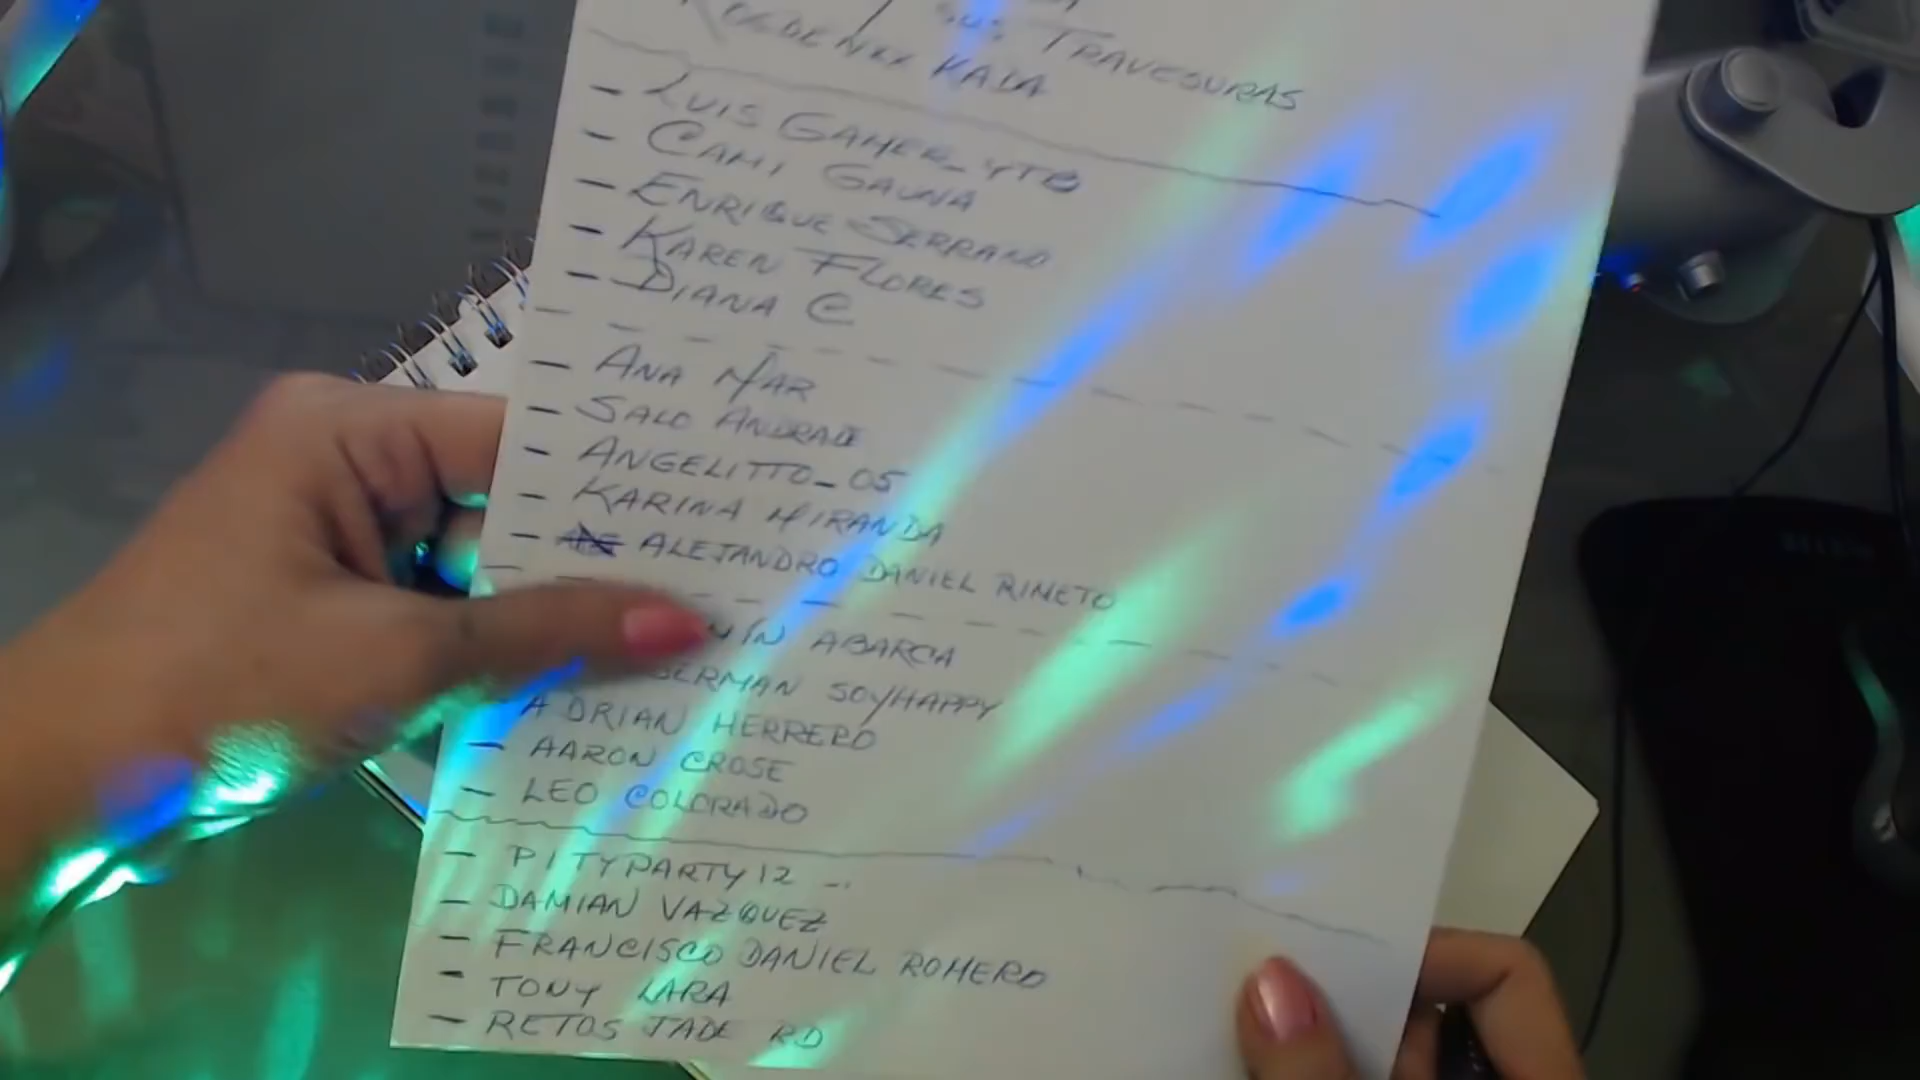 TRAVESURAS
KAIA
- LUIS GAMER_YTB
- CAMI GAUNA
- ENRIQUE SERRANO
- KAREN FLORES
- DIANA C
- ANA MAR
- SALO ANDRADE
- ANGELITTO_05
- KARINA MIRANDA
- ALEJANDRO DANIEL RINETO
ABARCA
SOYHAPPY
ADRIAN HERRERO
- AARON CROSE
- LEO COLORADO
- PITYPARTY12 ..
- DAMIAN VAZQUEZ
- FRANCISCO DANIEL ROMERO
- TONY LARA
- RETOS JADE RD